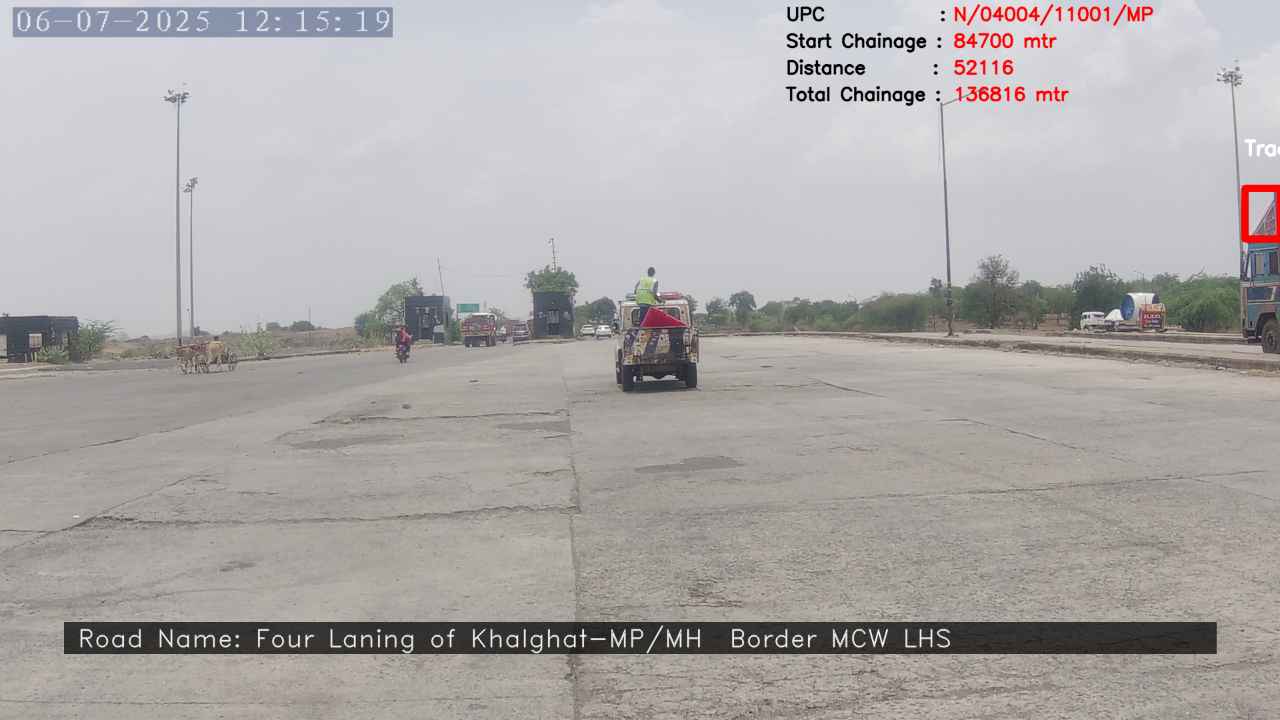 06-07-2025 12:15:19
UPC : N/04004/11001/MP
Start Chainage : 84700 mtr
Distance : 52116
Total Chainage : 136816 mtr
Trac
Road Name: Four Laning of Khalghat-MP/MH Border MCW LHS